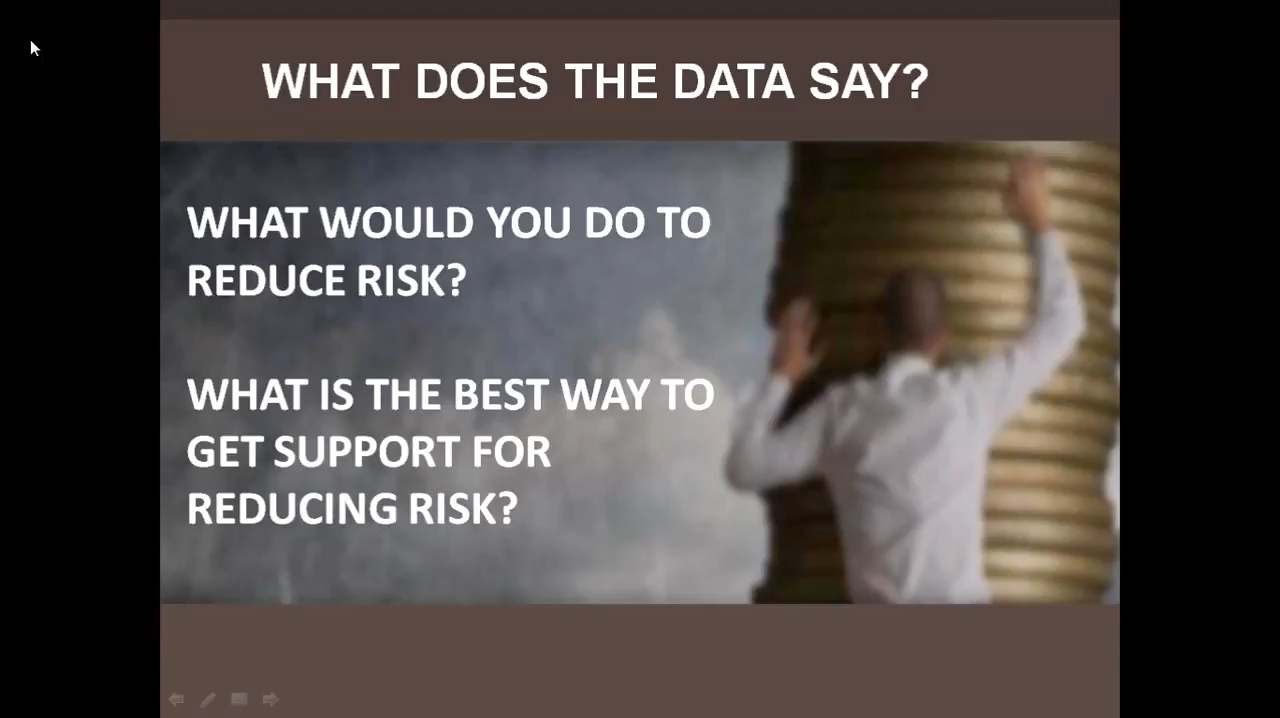 WHAT DOES THE DATA SAY?
WHAT WOULD YOU DO TO
REDUCE RISK?
WHAT IS THE BEST WAY TO
GET SUPPORT FOR
REDUCING RISK?